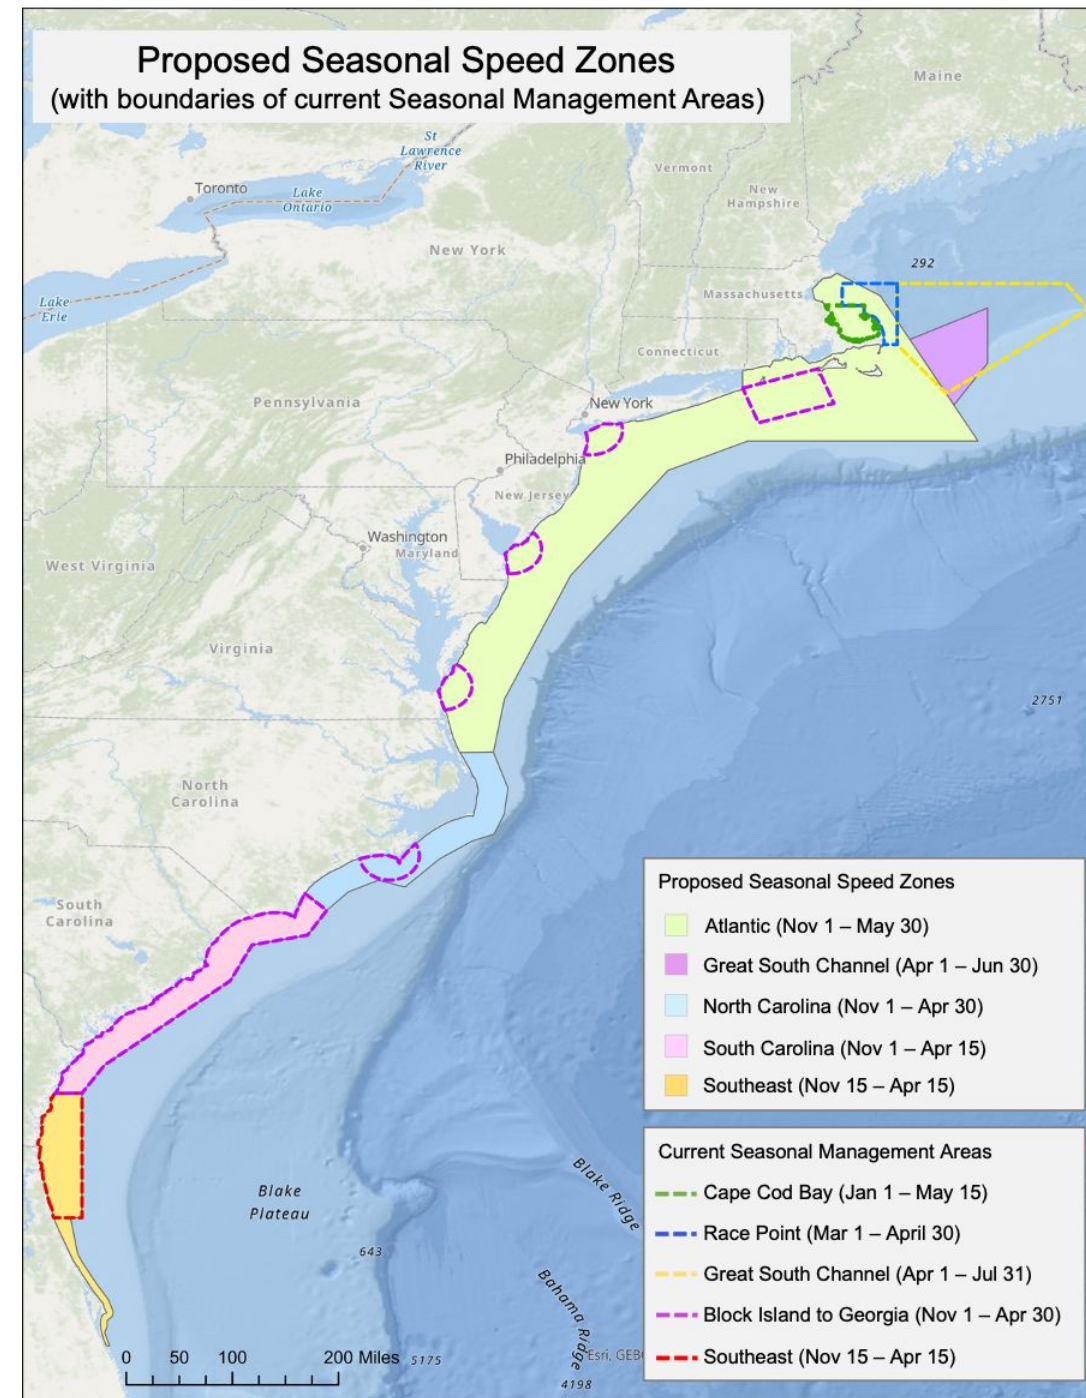 Proposed Seasonal Speed Zones
(with boundaries of current Seasonal Management Areas)
Maine
St
Lawrence
River
Vermont
Toronto
Lake
Ontario
New
Hampshire
New York
292
Massachusetts
Lake
Erie
Connecticut
Pennsylvania
New York
Philadelphia
New Jersey
Washington
Maryland
West Virginia
Virginia
2751
North
Carolina
South
Carolina
Proposed Seasonal Speed Zones
Atlantic (Nov 1 – May 30)
Great South Channel (Apr 1 – Jun 30)
North Carolina (Nov 1 – Apr 30)
South Carolina (Nov 1 – Apr 15)
Southeast (Nov 15 – Apr 15)
Current Seasonal Management Areas
Cape Cod Bay (Jan 1 – May 15)
Race Point (Mar 1 – April 30)
Great South Channel (Apr 1 – Jul 31)
Block Island to Georgia (Nov 1 – Apr 30)
Southeast (Nov 15 – Apr 15)
Blake Ridge
Blake
Plateau
643
Bahama Ridge
0 50 100 200 Miles
5175
Esri, GEB
4198